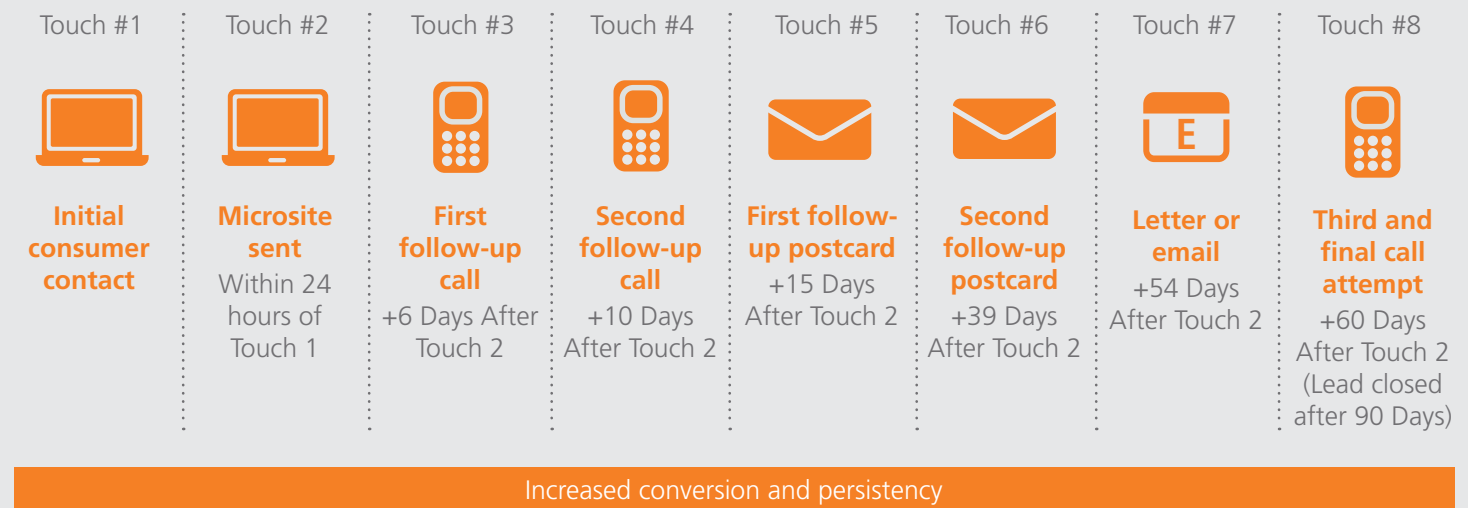 Touch #1
Touch #2
Touch #3
Touch #4
Touch #5
Touch #6
Touch #7
Touch #8
E
Initial
consumer
contact
Microsite
sent
Within 24
hours of
Touch 1
First
follow-up
call
+6 Days After
Touch 2
Second
follow-up
call
+10 Days
After Touch 2
First follow-
up postcard
+15 Days
After Touch 2
Second
follow-up
postcard
+39 Days
After Touch 2
Letter or
email
+54 Days
After Touch 2
Third and
final call
attempt
+60 Days
After Touch 2
(Lead closed
after 90 Days)
Increased conversion and persistency